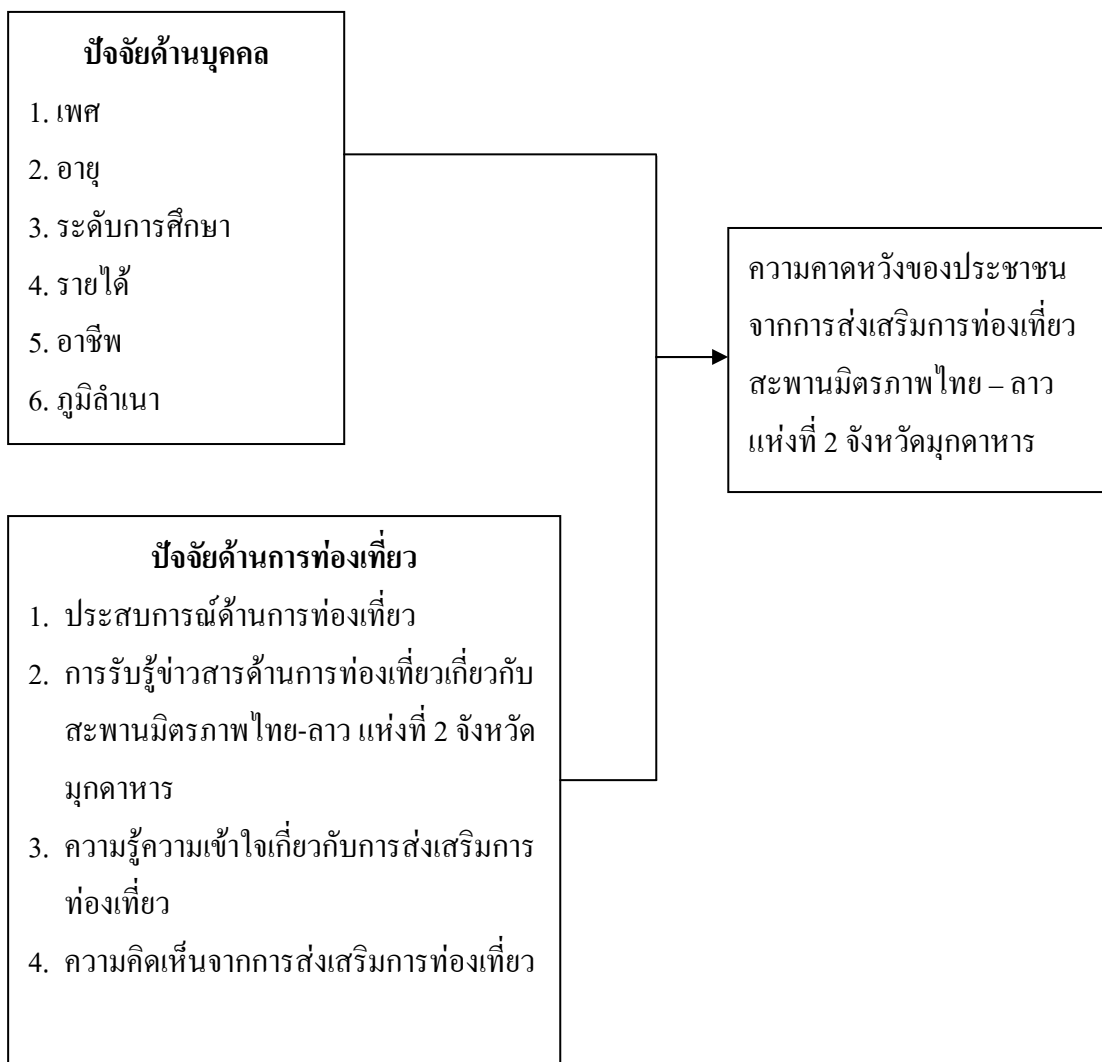 ปัจจัยด้านบุคคล
1. เพศ
2. อายุ
3. ระดับการศึกษา
4. รายได้
5. อาชีพ
6. ภูมิลำเนา
ความคาดหวังของประชาชน
จากการส่งเสริมการท่องเที่ยว
สะพานมิตรภาพไทย – ลาว
แห่งที่ 2 จังหวัดมุกดาหาร
ปัจจัยด้านการท่องเที่ยว
1. ประสบการณ์ด้านการท่องเที่ยว
2. การรับรู้ข่าวสารด้านการท่องเที่ยวเกี่ยวกับ
สะพานมิตรภาพไทย-ลาว แห่งที่ 2 จังหวัด
มุกดาหาร
3. ความรู้ความเข้าใจเกี่ยวกับการส่งเสริมการ
ท่องเที่ยว
4. ความคิดเห็นจากการส่งเสริมการท่องเที่ยว